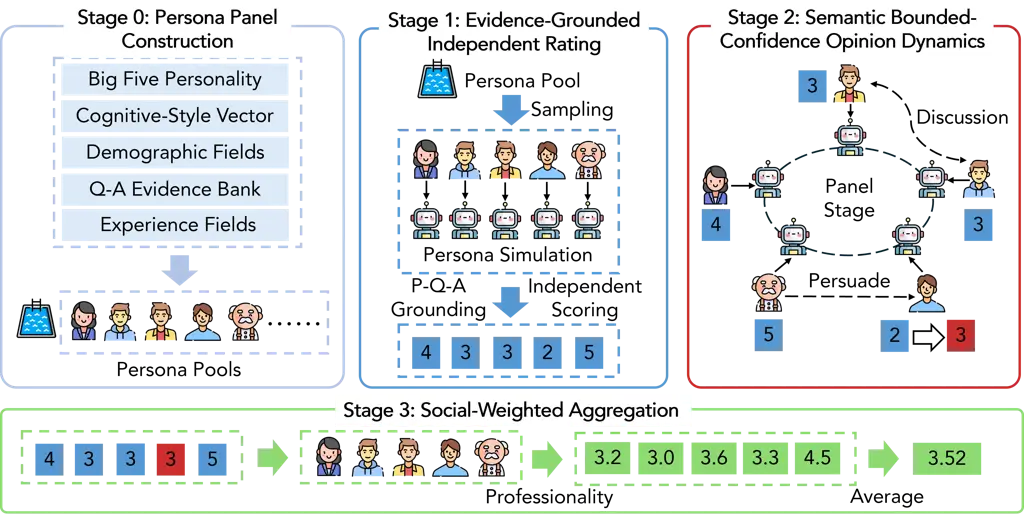 Stage 0: Persona Panel
Construction
Big Five Personality
Cognitive-Style Vector
Demographic Fields
Q-A Evidence Bank
Experience Fields
Persona Pools
Stage 1: Evidence-Grounded
Independent Rating
Persona Pool
Sampling
Persona Simulation
P-Q-A
Grounding
Independent
Scoring
4 3 3 2 5
Stage 2: Semantic Bounded-
Confidence Opinion Dynamics
3
Discussion
Panel
Stage
4
3
Persuade
5
2 3
Stage 3: Social-Weighted Aggregation
4 3 3 3 5
Professionality
3.2 3.0 3.6 3.3 4.5
Average
3.52